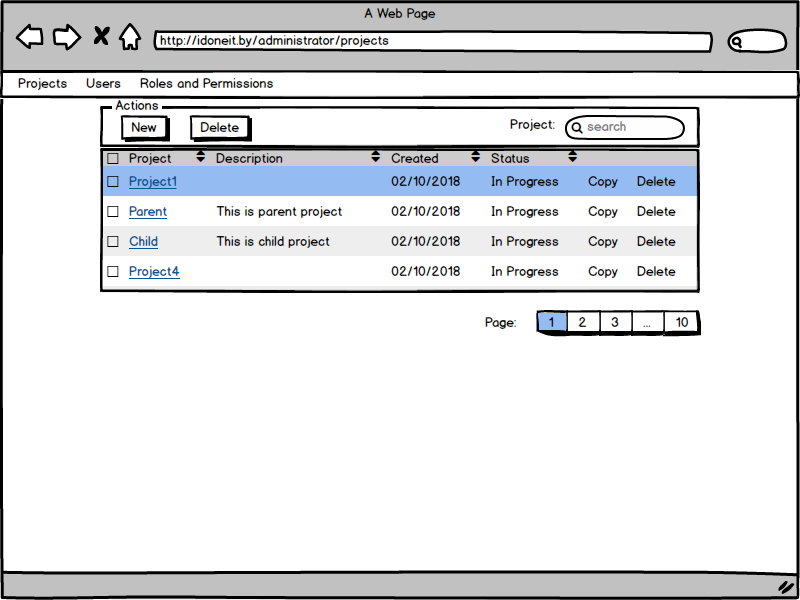 A Web Page
http://idoneit.by/administrator/projects
Projects Users Roles and Permissions
Actions
New Delete Project: search
Project Description Created Status
Project1 02/10/2018 In Progress Copy Delete
Parent This is parent project 02/10/2018 In Progress Copy Delete
Child This is child project 02/10/2018 In Progress Copy Delete
Project4 02/10/2018 In Progress Copy Delete
Page: 1 2 3 ... 10